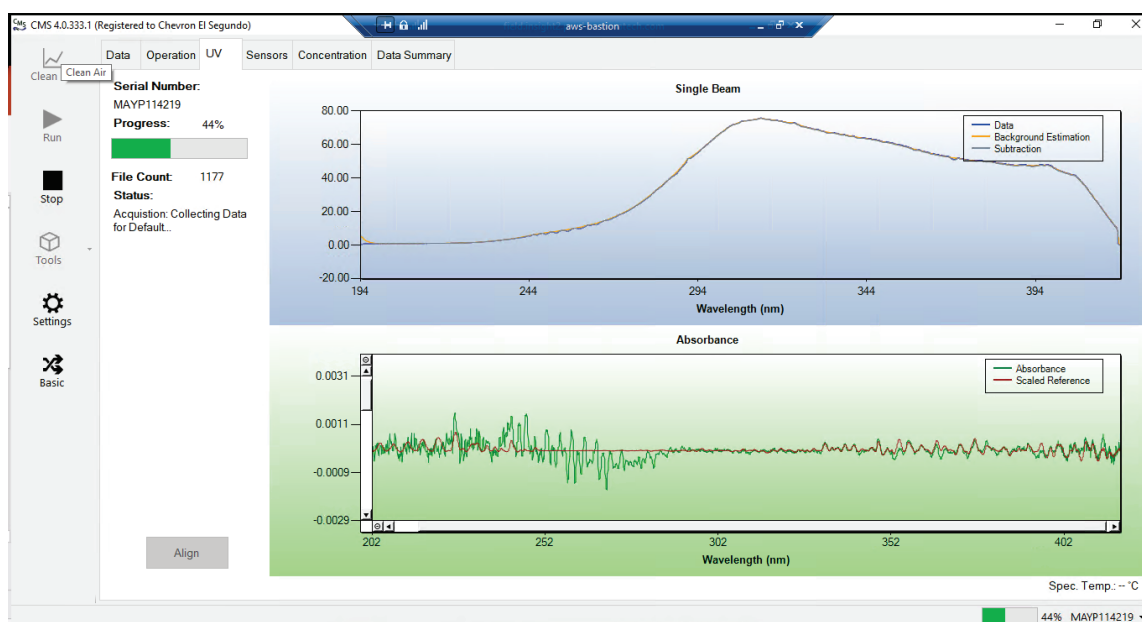 CMS 4.0.333.1 (Registered to Chevron El Segundo)
aws-bastion
Clean
Clean Air
Run
Stop
Tools
Settings
Basic
Data Operation UV Sensors Concentration Data Summary
Serial Number:
MAYP114219
Progress: 44%
File Count: 1177
Status:
Acquistion: Collecting Data
for Default...
Align
Single Beam
80.00
60.00
40.00
20.00
0.00
-20.00
194 244 294 344 394
Wavelength (nm)
Data
Background Estimation
Subtraction
Absorbance
0.0031
0.0011
-0.0009
-0.0029
202 252 302 352 402
Wavelength (nm)
Absorbance
Scaled Reference
Spec. Temp.: -- °C
44% MAYP114219